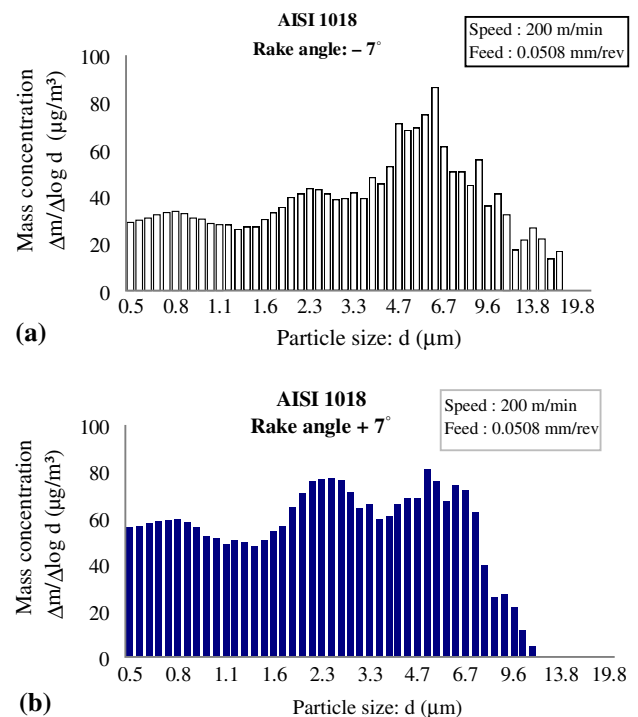 AISI 1018
Rake angle: – 7°
Speed : 200 m/min
Feed : 0.0508 mm/rev
Mass concentration
Δm/Δlog d (μg/m³)
100
80
60
40
20
0
0.5 0.8 1.1 1.6 2.3 3.3 4.7 6.7 9.6 13.8 19.8
(a)
Particle size: d (μm)
AISI 1018
Rake angle + 7°
Speed : 200 m/min
Feed : 0.0508 mm/rev
Mass concentration
Δm/Δlog d (μg/m³)
100
80
60
40
20
0
0.5 0.8 1.1 1.6 2.3 3.3 4.7 6.7 9.6 13.8 19.8
(b)
Particle size: d (μm)